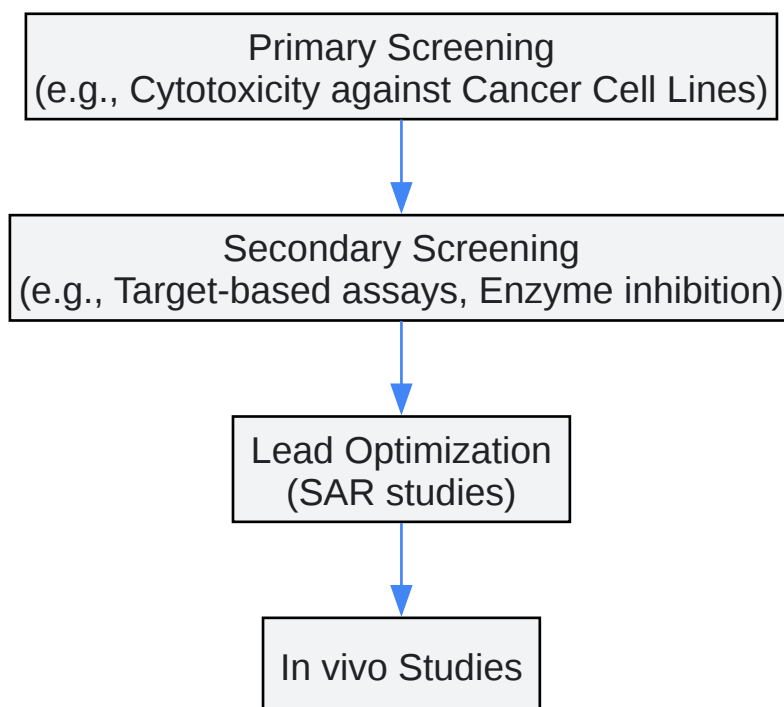 Primary Screening
(e.g., Cytotoxicity against Cancer Cell Lines)
Secondary Screening
(e.g., Target-based assays, Enzyme inhibition)
Lead Optimization
(SAR studies)
In vivo Studies